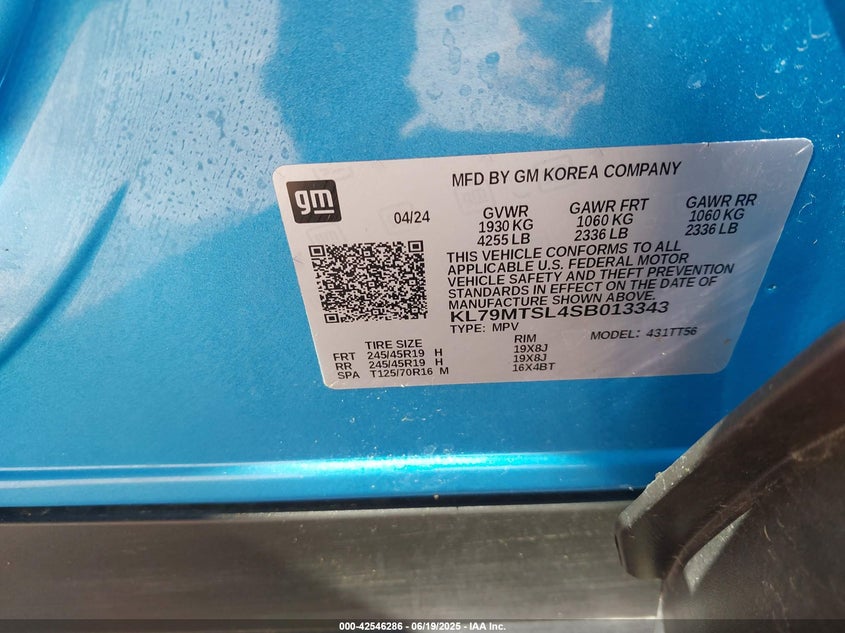 gm
MFD BY GM KOREA COMPANY
04/24
GVWR
1930 KG
4255 LB
GAWR FRT
1060 KG
2336 LB
GAWR RR
1060 KG
2336 LB
THIS VEHICLE CONFORMS TO ALL
APPLICABLE U.S. FEDERAL MOTOR
VEHICLE SAFETY AND THEFT PREVENTION
STANDARDS IN EFFECT ON THE DATE OF
MANUFACTURE SHOWN ABOVE.
KL79MTSL4SB013343
TYPE: MPV
MODEL: 431TT56
TIRE SIZE RIM
FRT 245/45R19 H 19X8J
RR 245/45R19 H 19X8J
SPA T125/70R16 M 16X4BT
000-42546286 - 06/19/2025 - IAA Inc.